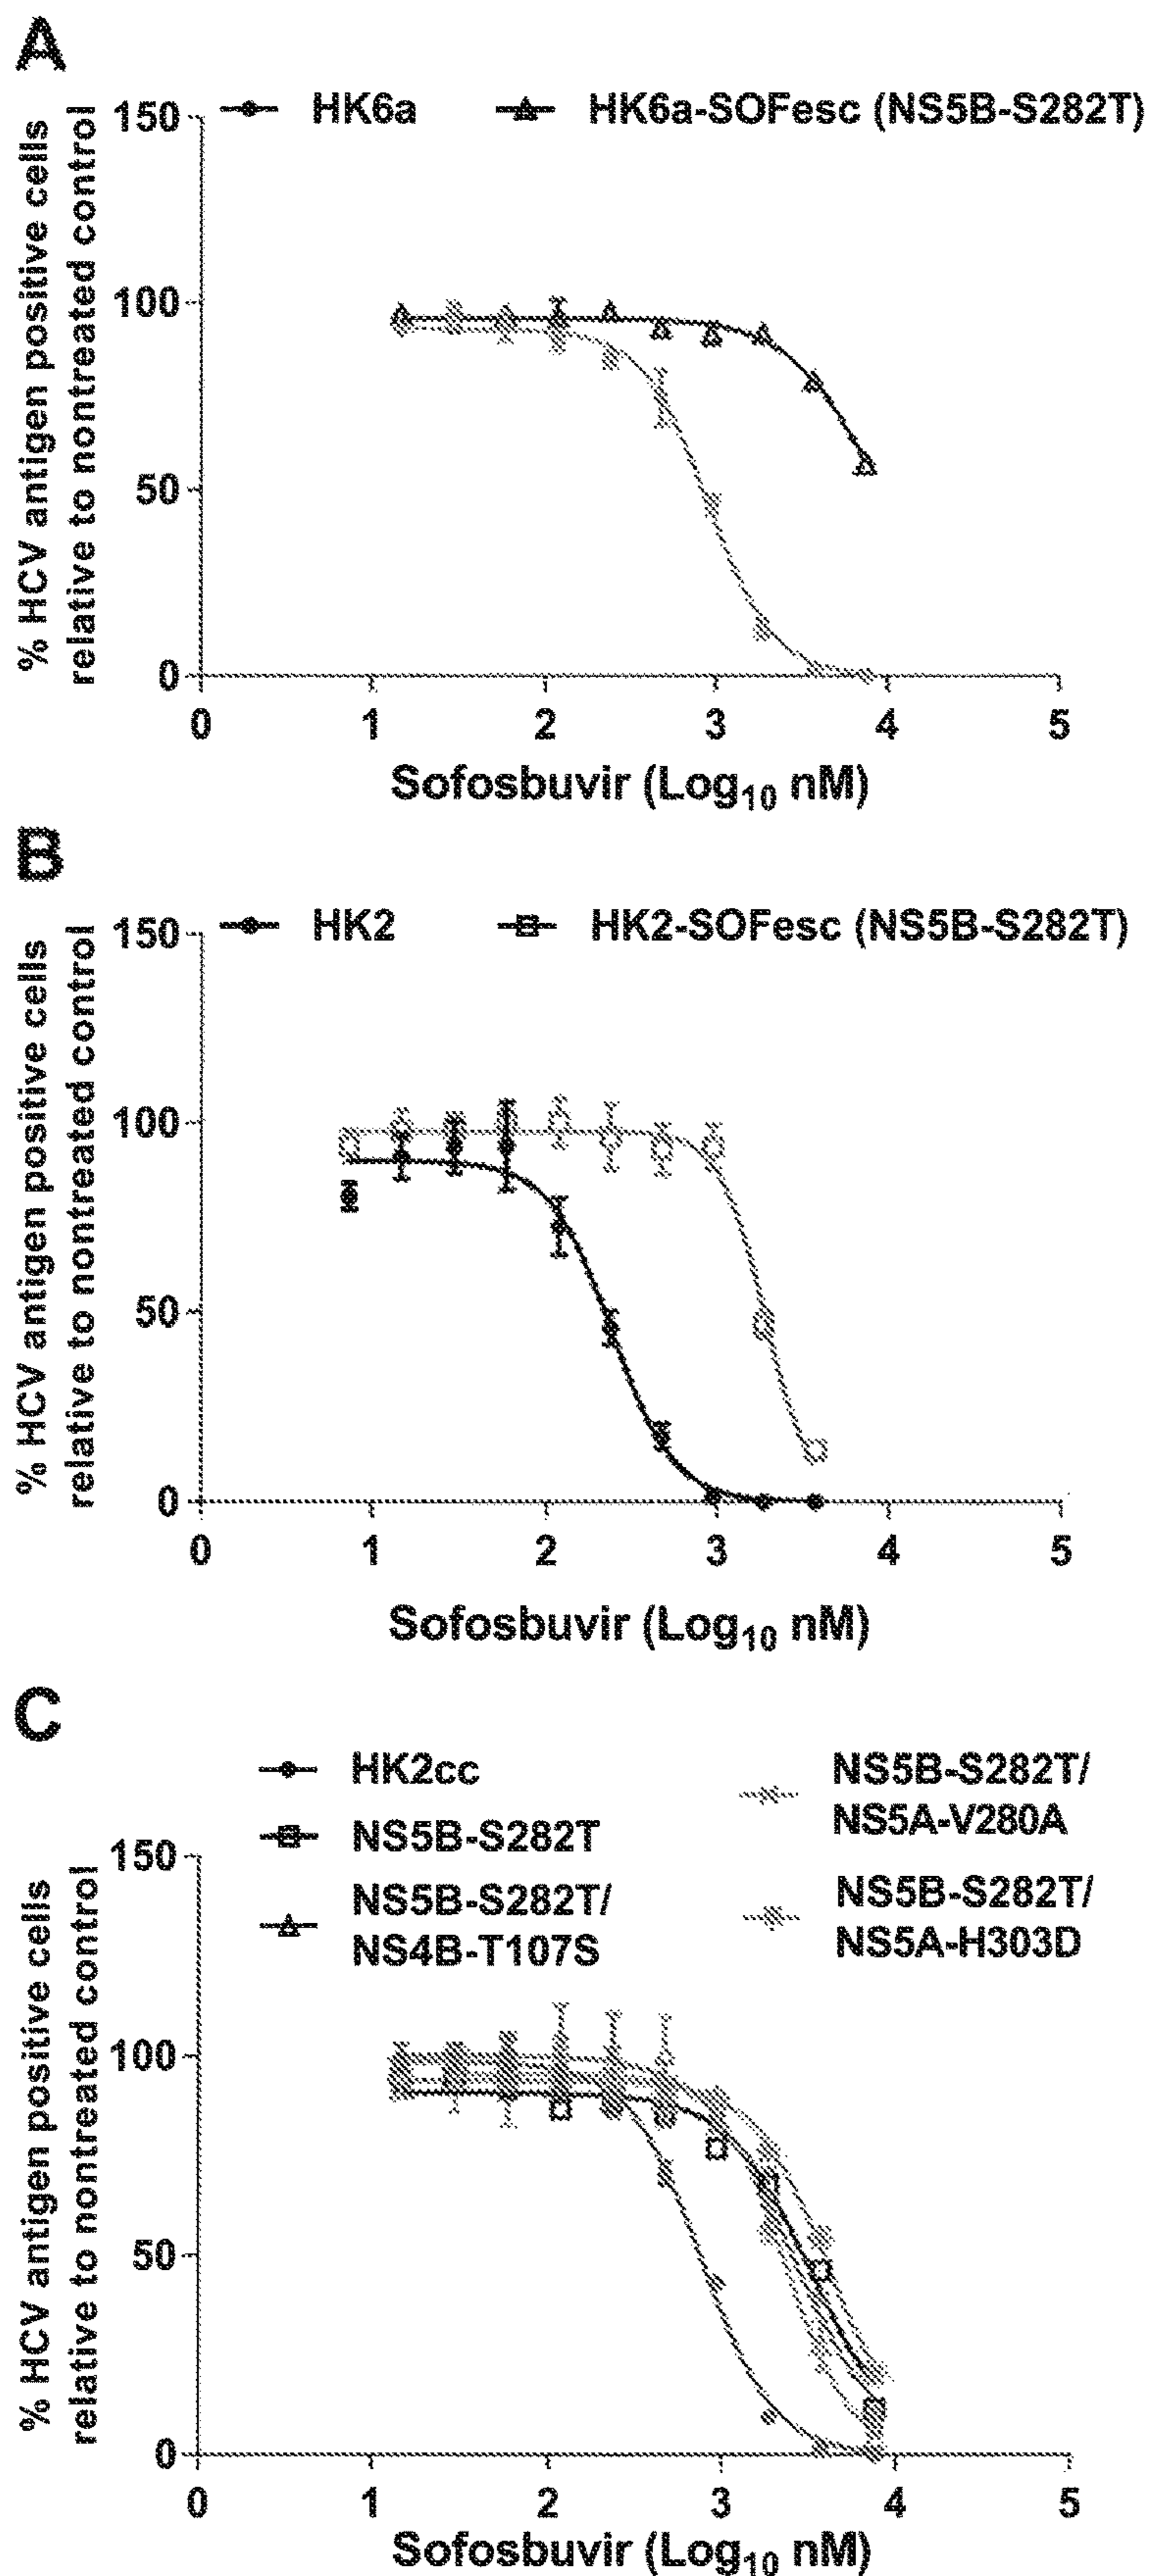 A
HK6a HK6a-SOFesc (NS5B-S282T)
% HCV antigen positive cells
relative to nontreated control
150
100
50
0
0 1 2 3 4 5
Sofosbuvir (Log10 nM)
B
HK2 HK2-SOFesc (NS5B-S282T)
% HCV antigen positive cells
relative to nontreated control
150
100
50
0
0 1 2 3 4 5
Sofosbuvir (Log10 nM)
C
HK2cc
NS5B-S282T
NS5B-S282T/
NS4B-T107S
NS5B-S282T/
NS5A-V280A
NS5B-S282T/
NS5A-H303D
% HCV antigen positive cells
relative to nontreated control
150
100
50
0
0 1 2 3 4 5
Sofosbuvir (Log10 nM)